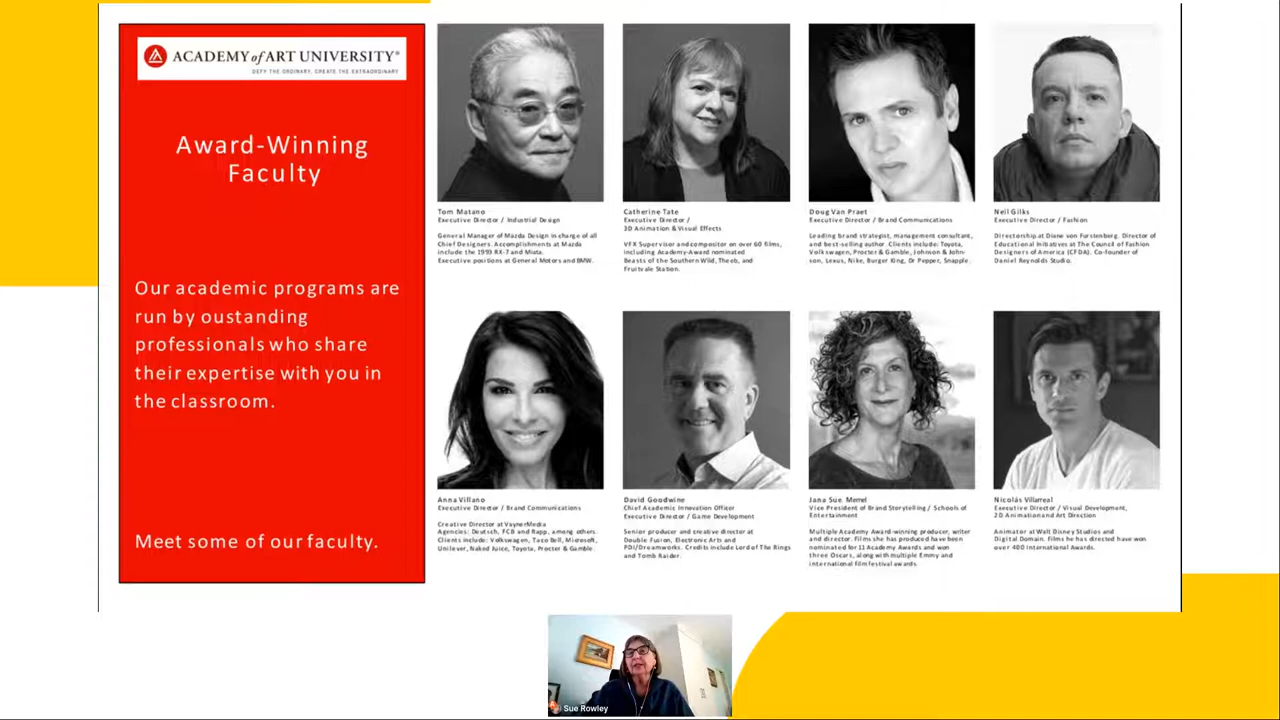 ACADEMY of ART UNIVERSITY®
DEFY THE ORDINARY, CREATE THE EXTRAORDINARY
Award-Winning
Faculty
Our academic programs are
run by oustanding
professionals who share
their expertise with you in
the classroom.
Meet some of our faculty.
Tom Matano
Executive Director / Industrial Design
General Manager of Mazda Design in charge of all
Chief Designers. Accomplishments at Mazda
include the 1993 RX-7 and Miata.
Executive positions at General Motors and BMW.
Catherine Tate
Executive Director /
3D Animation & Visual Effects
VFX Supervisor and compositor on over 60 films,
including Academy-Award nominated
Beasts of the Southern Wild, Theeb, and
Fruitvale Station.
Doug Van Praet
Executive Director / Brand Communications
Leading brand strategist, management consultant,
and best-selling author. Clients include: Toyota,
Volkswagen, Procter & Gamble, Johnson & John-
son, Lexus, Nike, Burger King, Dr Pepper, Snapple.
Neil Gilks
Executive Director / Fashion
Directorship at Diane von Furstenberg. Director of
Educational Initiatives at The Council of Fashion
Designers of America (CFDA). Co-founder of
Daniel Reynolds Studio.
Anna Villano
Executive Director / Brand Communications
Creative Director at VaynerMedia
Agencies: Deutsch, FCB and Rapp, among others.
Clients include: Volkswagen, Taco Bell, Microsoft,
Unilever, Naked Juice, Toyota, Procter & Gamble.
David Goodwine
Chief Academic Innovation Officer
Executive Director / Game Development
Senior producer and creative director at
Double Fusion, Electronic Arts and
PDI/Dreamworks. Credits include Lord of The Rings
and Tomb Raider.
Jana Sue Memel
Vice President of Brand Storytelling / Schools of
Entertainment
Multiple Academy Award-winning producer, writer
and director. Films she has produced have been
nominated for 11 Academy Awards and won
three Oscars, along with multiple Emmy and
international film festival awards.
Nicolás Villarreal
Executive Director / Visual Development,
2D Animation and Art Direction
Animator at Walt Disney Studios and
Digital Domain. Films he has directed have won
over 400 International Awards.
Sue Rowley